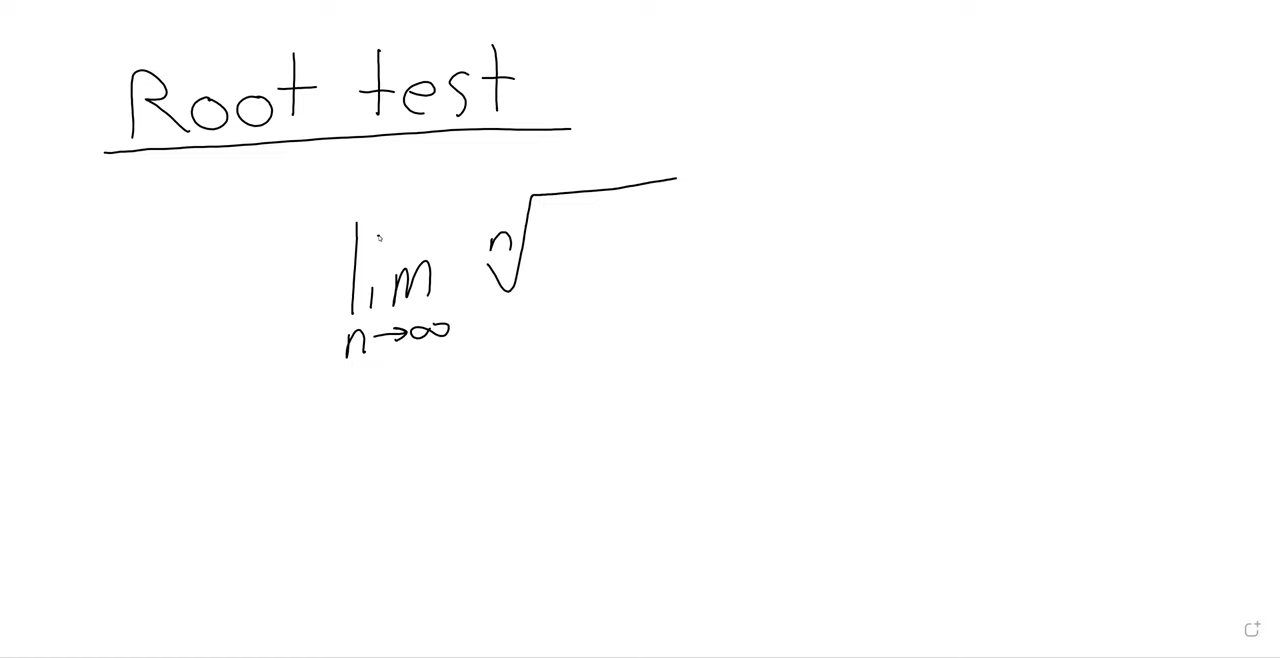 Root test
lim n√
n→∞